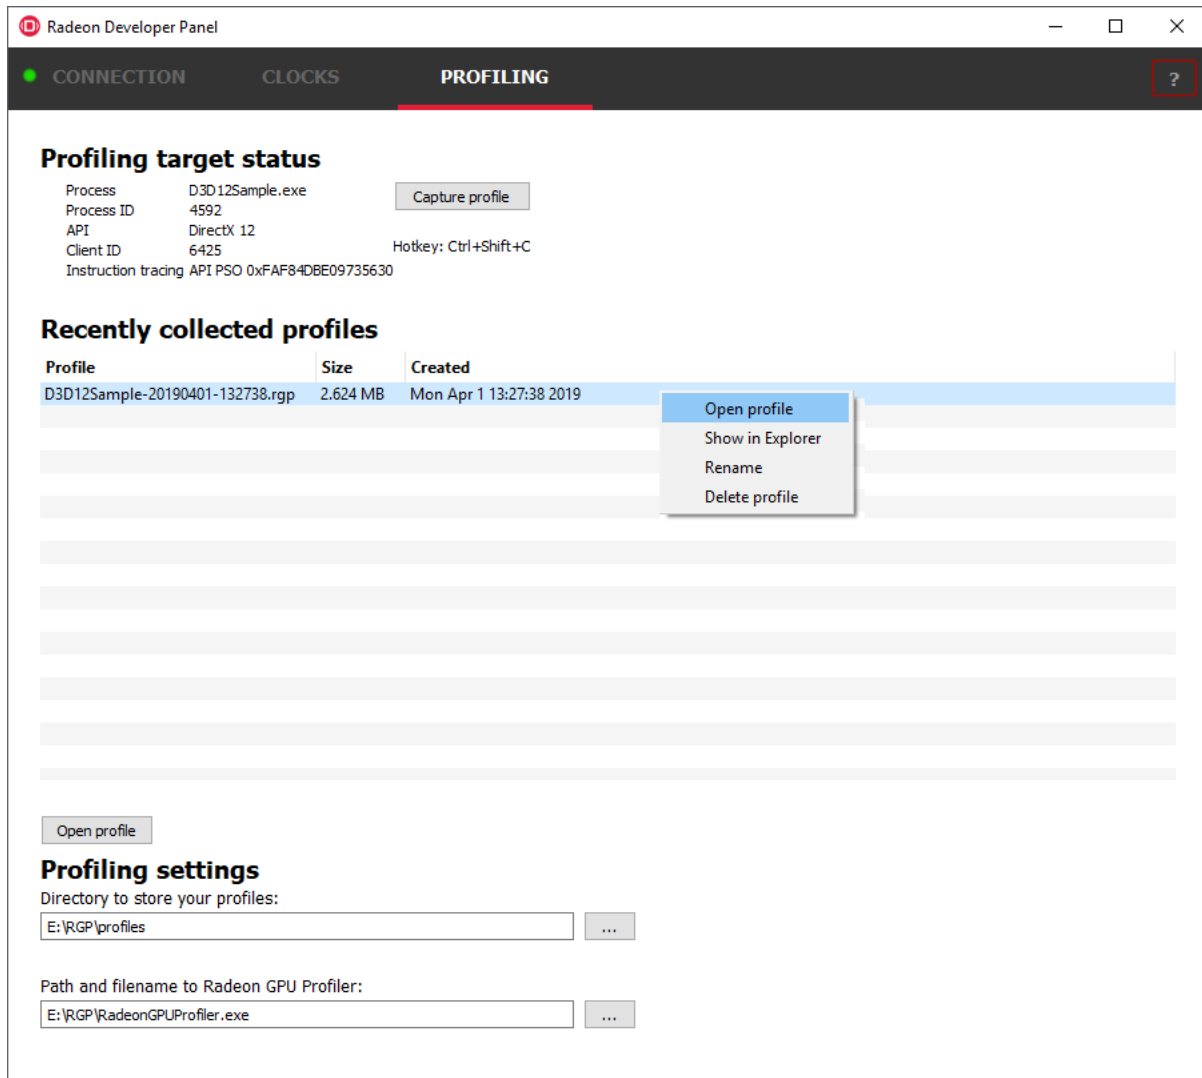 Radeon Developer Panel
CONNECTION CLOCKS PROFILING ?
Profiling target status
Process D3D12Sample.exe
Capture profile
Process ID 4592
API DirectX 12
Client ID 6425
Hotkey: Ctrl+Shift+C
Instruction tracing API PSO 0xFAF84DBE09735630
Recently collected profiles
Profile Size Created
D3D12Sample-20190401-132738.rgp 2.624 MB Mon Apr 1 13:27:38 2019
Open profile
Show in Explorer
Rename
Delete profile
Open profile
Profiling settings
Directory to store your profiles:
E:\RGP\profiles ...
Path and filename to Radeon GPU Profiler:
E:\RGP\RadeonGPUProfiler.exe ...